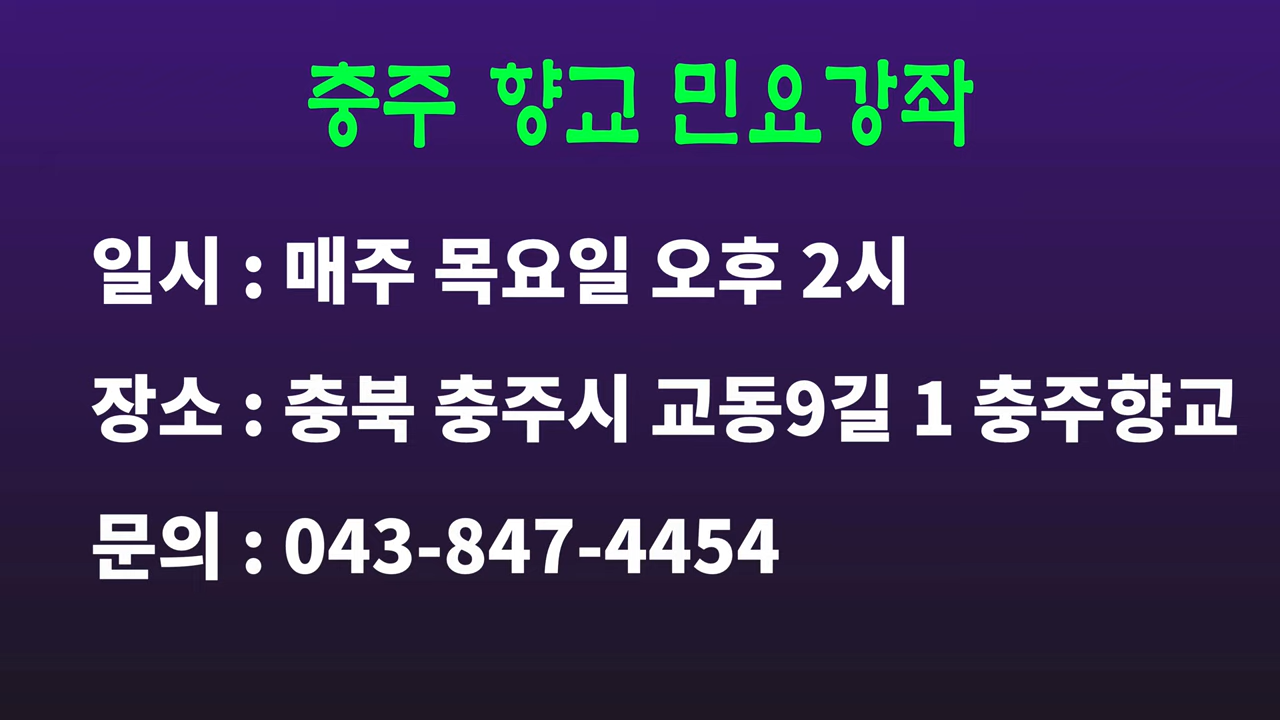 충주 향교 민요강좌
일시 : 매주 목요일 오후 2시
장소 : 충북 충주시 교동9길 1 충주향교
문의 : 043-847-4454